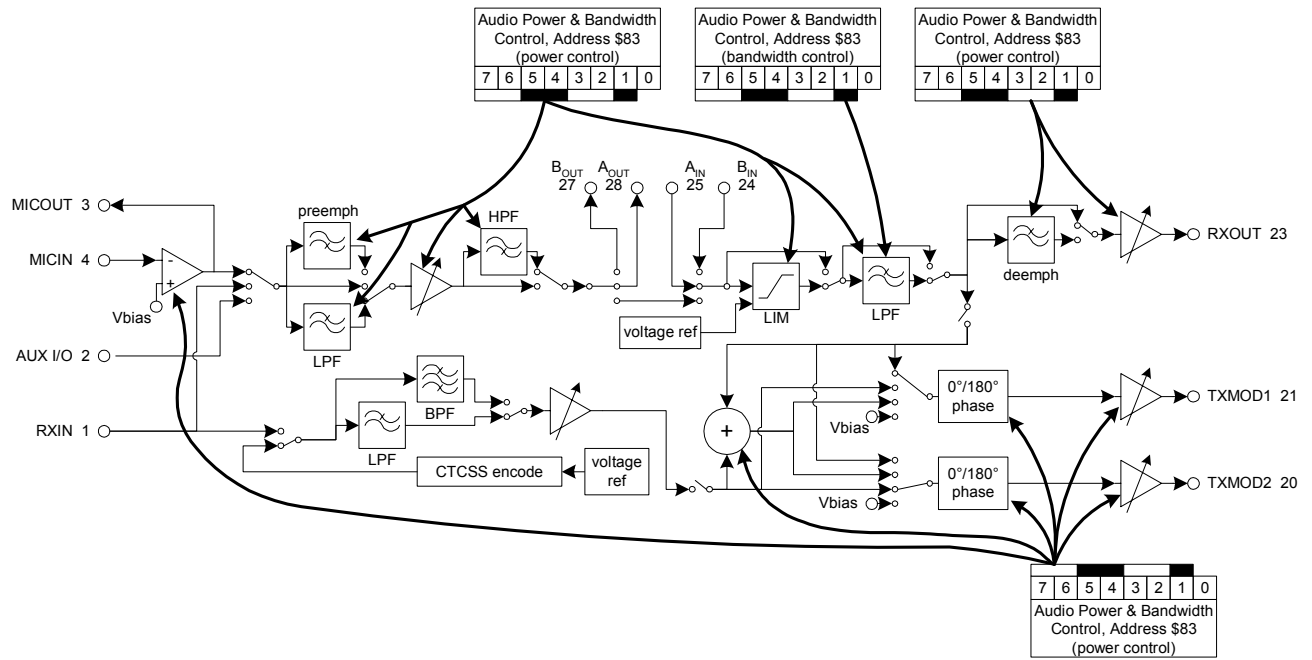 Audio Power & Bandwidth
Control, Address $83
(power control)
7 6 5 4 3 2 1 0
Audio Power & Bandwidth
Control, Address $83
(bandwidth control)
7 6 5 4 3 2 1 0
Audio Power & Bandwidth
Control, Address $83
(power control)
7 6 5 4 3 2 1 0
BOUT AOUT
27 28
AIN BIN
25 24
MICOUT 3
preemph
HPF
MICIN 4
-
+
Vbias
LPF
AUX I/O 2
voltage ref
LIM
LPF
deemph
RXOUT 23
RXIN 1
BPF
LPF
CTCSS encode
voltage
ref
+
Vbias
0°/180°
phase
TXMOD1 21
Vbias
0°/180°
phase
TXMOD2 20
7 6 5 4 3 2 1 0
Audio Power & Bandwidth
Control, Address $83
(power control)